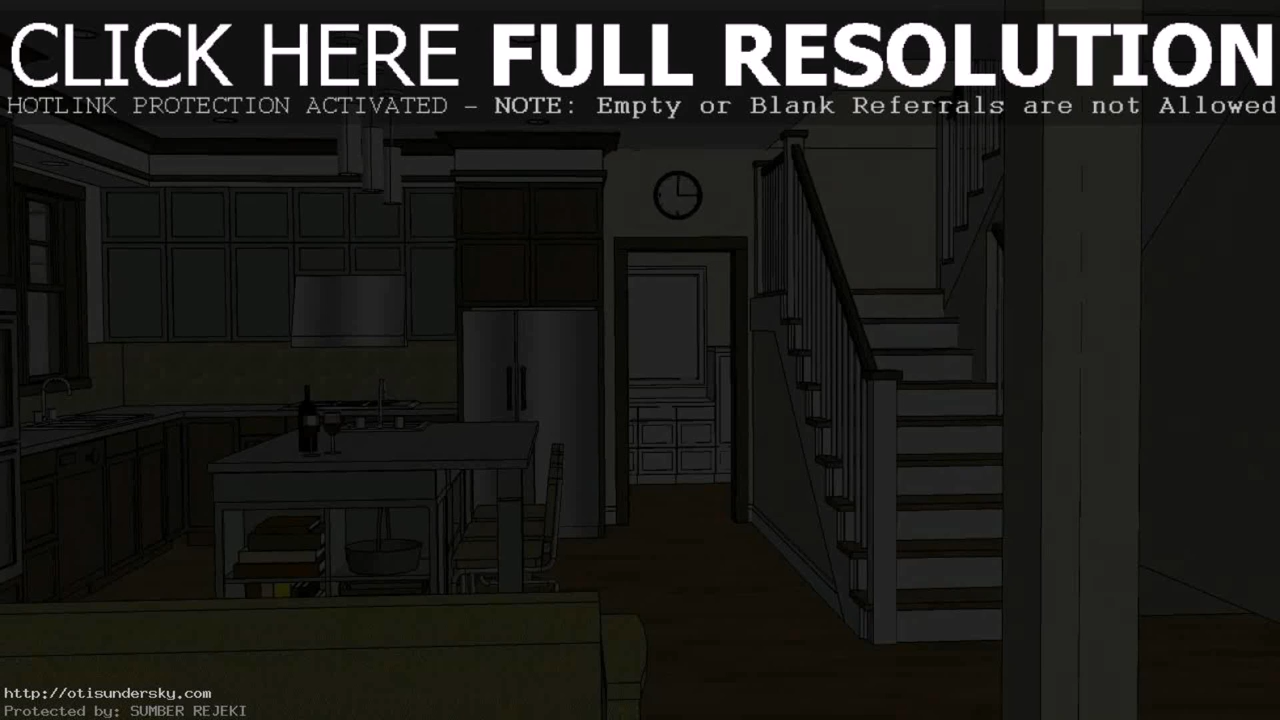 CLICK HERE FULL RESOLUTION
HOTLINK PROTECTION ACTIVATED – NOTE: Empty or Blank Referrals are not Allowed
http://otisundersky.com
Protected by: SUMBER REJEKI